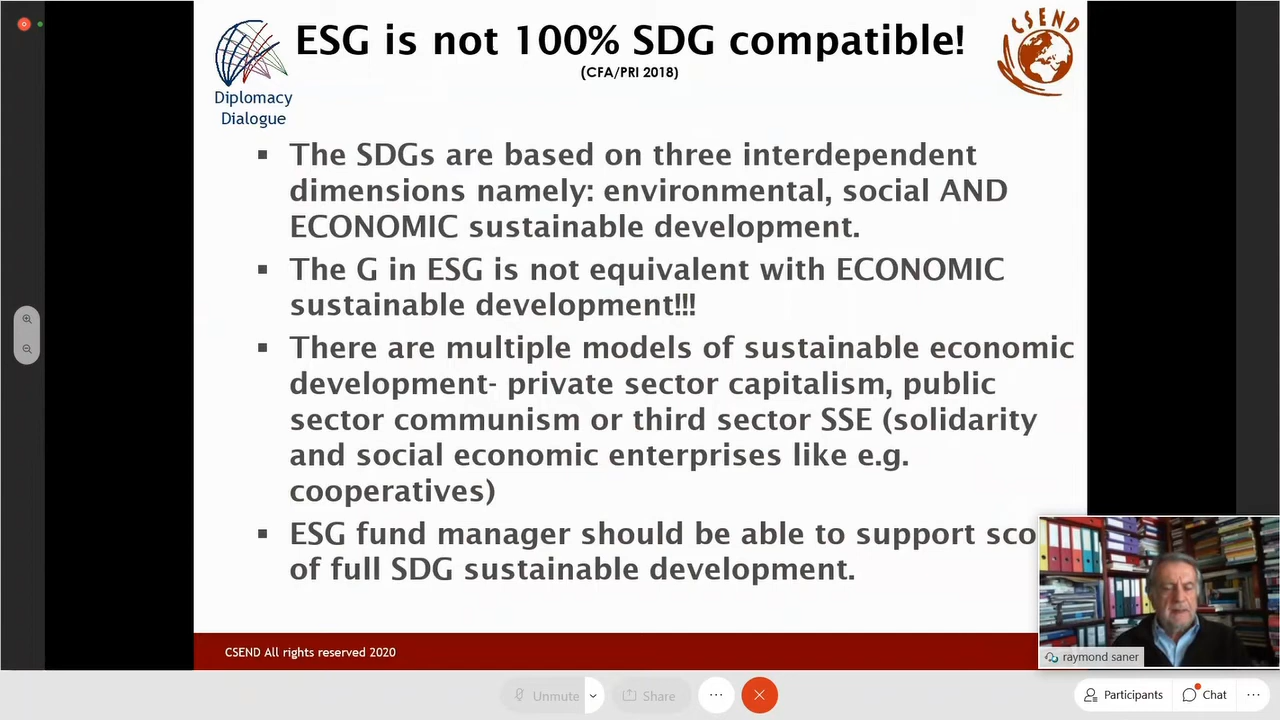 ESG is not 100% SDG compatible!
(CFA/PRI 2018)
Diplomacy
Dialogue
CSEND
▪ The SDGs are based on three interdependent
dimensions namely: environmental, social AND
ECONOMIC sustainable development.
▪ The G in ESG is not equivalent with ECONOMIC
sustainable development!!!
▪ There are multiple models of sustainable economic
development- private sector capitalism, public
sector communism or third sector SSE (solidarity
and social economic enterprises like e.g.
cooperatives)
▪ ESG fund manager should be able to support sco
of full SDG sustainable development.
CSEND All rights reserved 2020
raymond saner
Unmute
Share
Participants
Chat